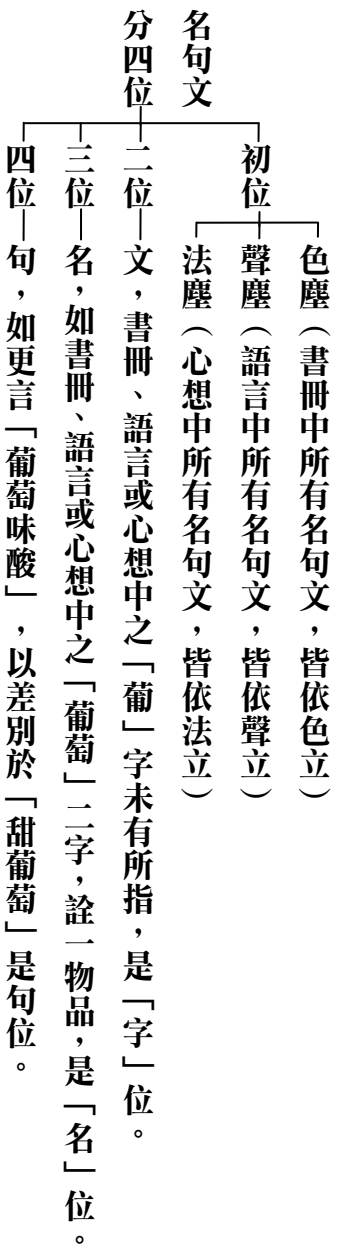 名句文
分四位
初位
色塵（書冊中所有名句文，皆依色立）
聲塵（語言中所有名句文，皆依聲立）
法塵（心想中所有名句文，皆依法立）
二位—文，書冊、語言或心想中之「葡」字未有所指，是「字」位。
三位—名，如書冊、語言或心想中之「葡萄」二字，詮一物品，是「名」位。
四位—句，如更言「葡萄味酸」，以差別於「甜葡萄」是句位。